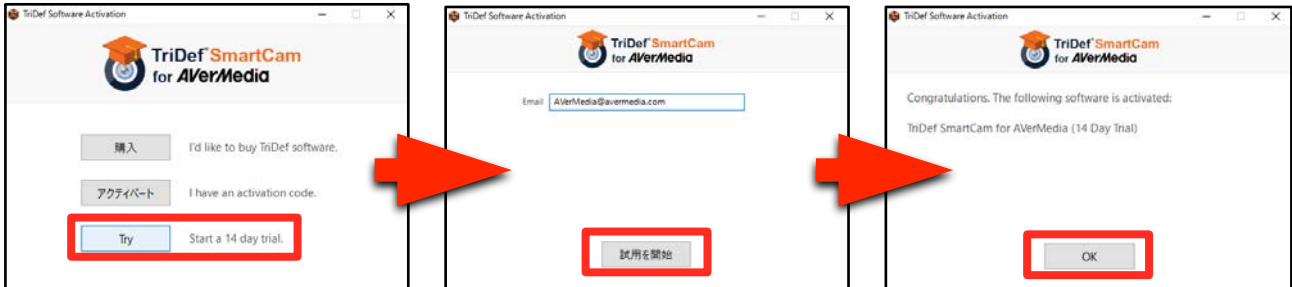 TriDef Software Activation
TriDef SmartCam
for AVerMedia
購入 I'd like to buy TriDef software.
アクティベート I have an activation code.
Try Start a 14 day trial.
TriDef Software Activation
TriDef SmartCam
for AVerMedia
Email AVerMedia@avermedia.com
試用を開始
TriDef Software Activation
TriDef SmartCam
for AVerMedia
Congratulations. The following software is activated:
TriDef SmartCam for AVerMedia (14 Day Trial)
OK